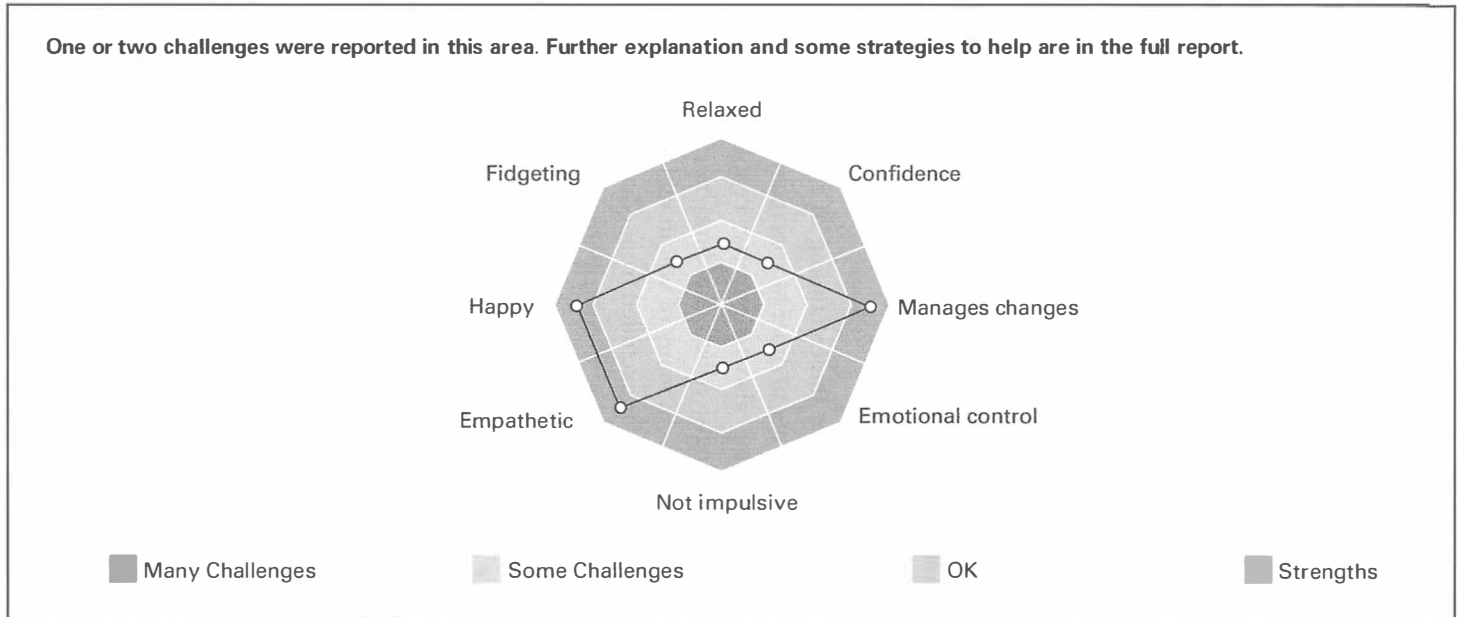 One or two challenges were reported in this area. Further explanation and some strategies to help are in the full report.
Relaxed
Fidgeting
Confidence
Happy
Manages changes
Empathetic
Emotional control
Not impulsive
Many Challenges
Some Challenges
OK
Strengths